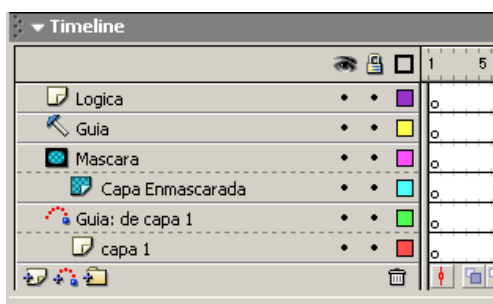 Timeline
1 5
Logica
Guia
Mascara
Capa Enmascarada
Guia: de capa 1
capa 1